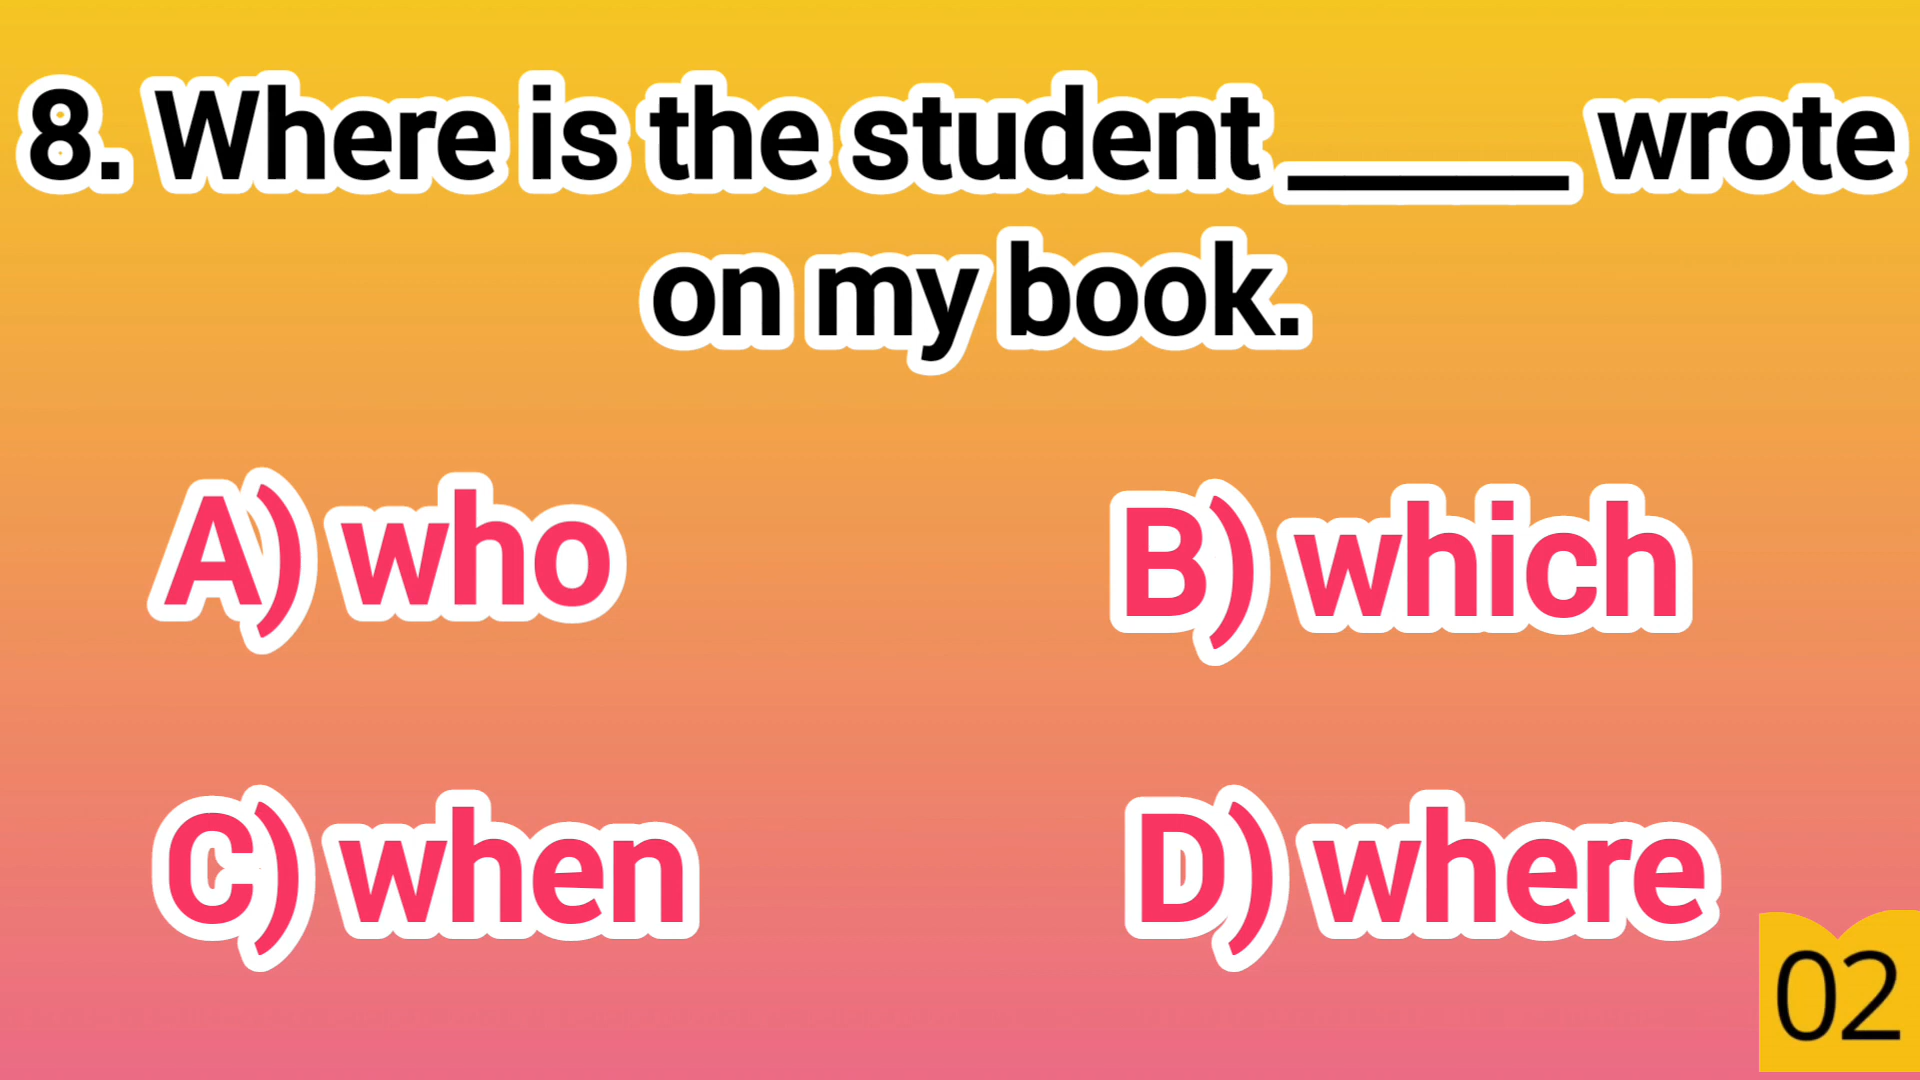 8. Where is the student _____ wrote
on my book.
A) who
B) which
C) when
D) where
02